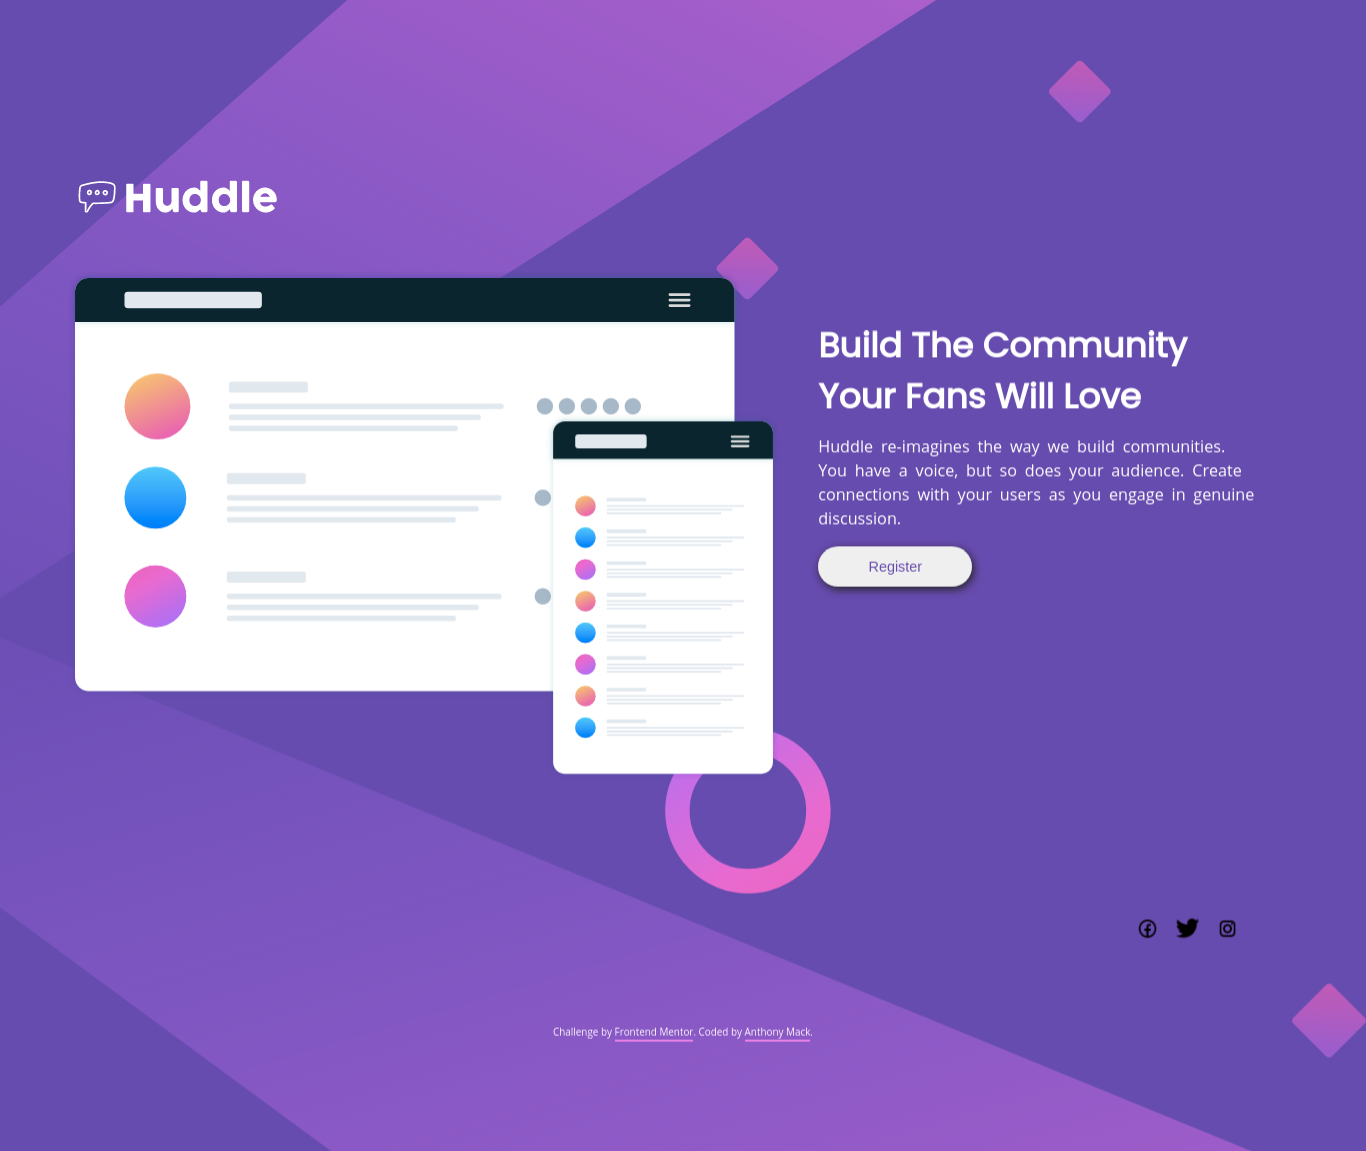 Huddle
Build The Community
Your Fans Will Love
Huddle re-imagines the way we build communities.
You have a voice, but so does your audience. Create
connections with your users as you engage in genuine
discussion.
Register
Challenge by Frontend Mentor. Coded by Anthony Mack.